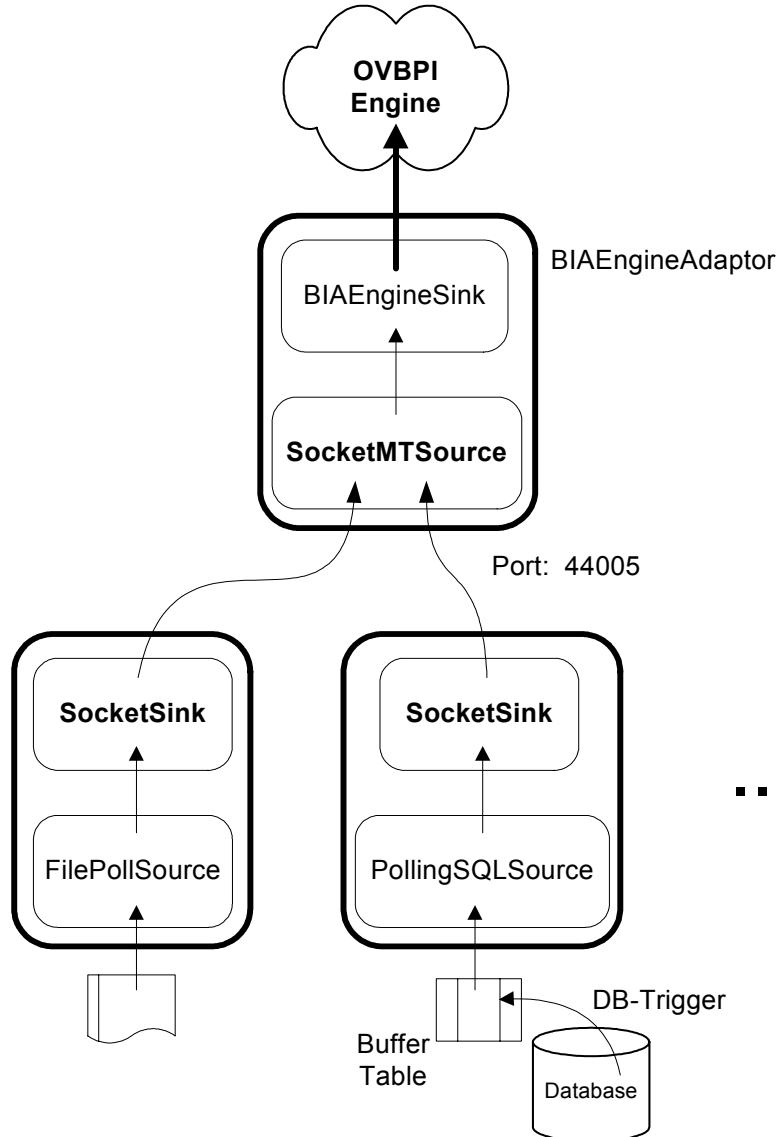 OVBPI
Engine
BIAEngineAdaptor
BIAEngineSink
SocketMTSource
Port: 44005
SocketSink
SocketSink
FilePollSource
PollingSQLSource
DB-Trigger
Buffer
Table
Database